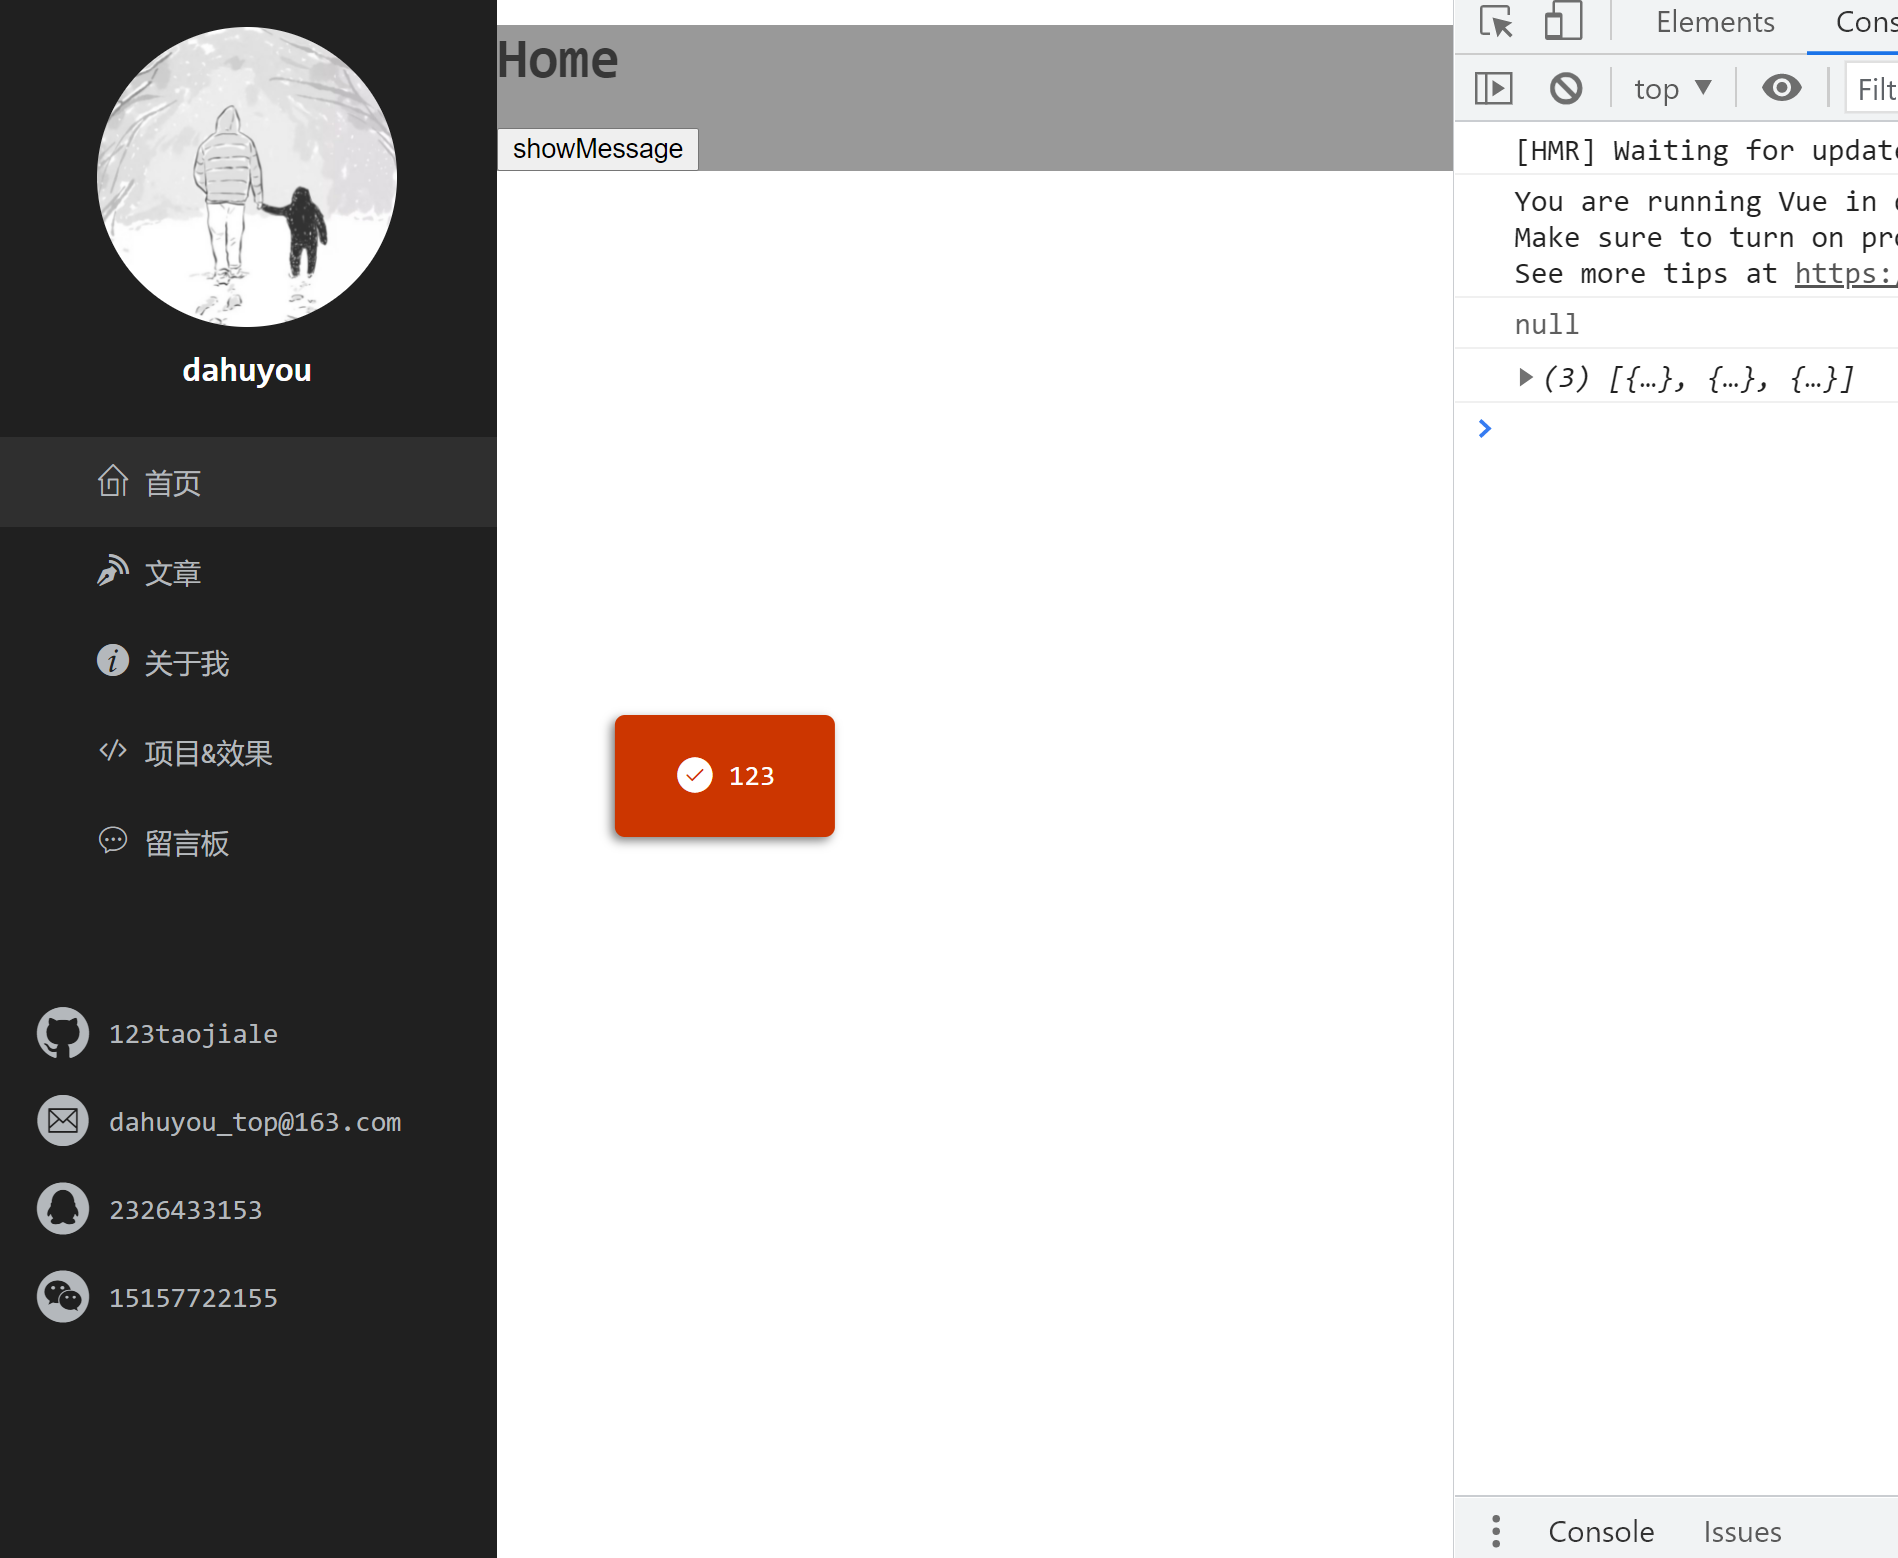 dahuyou
首页
文章
关于我
项目&效果
留言板
123taojiale
dahuyou_top@163.com
2326433153
15157722155
Home
showMessage
123
Elements
Cons
top
Filt
[HMR] Waiting for update
You are running Vue in d
Make sure to turn on pro
See more tips at https:/
null
(3) [{…}, {…}, {…}]
Console
Issues